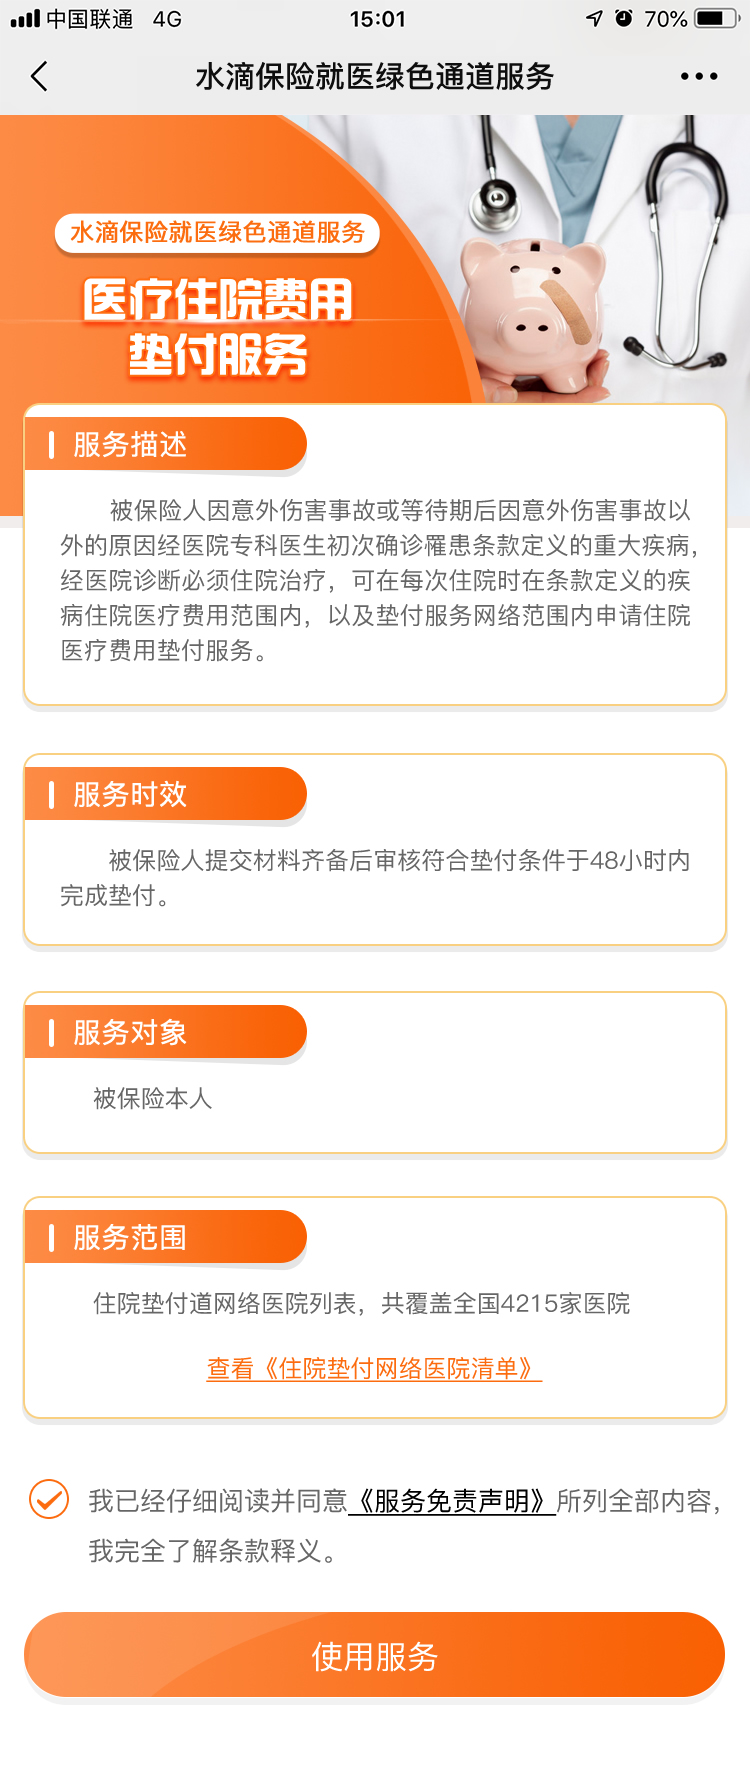 中国联通 4G 15:01 70%
水滴保险就医绿色通道服务
水滴保险就医绿色通道服务
医疗住院费用
垫付服务
服务描述
被保险人因意外伤害事故或等待期后因意外伤害事故以
外的原因经医院专科医生初次确诊罹患条款定义的重大疾病,
经医院诊断必须住院治疗，可在每次住院时在条款定义的疾
病住院医疗费用范围内，以及垫付服务网络范围内申请住院
医疗费用垫付服务。
服务时效
被保险人提交材料齐备后审核符合垫付条件于48小时内
完成垫付。
服务对象
被保险本人
服务范围
住院垫付道网络医院列表，共覆盖全国4215家医院
查看《住院垫付网络医院清单》
我已经仔细阅读并同意《服务免责声明》所列全部内容，
我完全了解条款释义。
使用服务